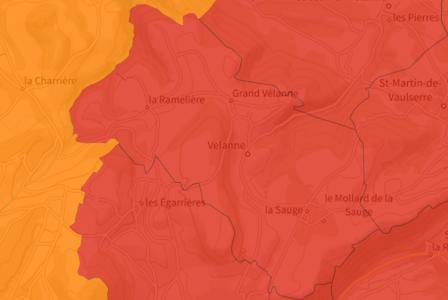 les Pierres
la Charrière
St-Martin-de-
Vaulserre
Grand Vélanne
la Ramelière
Velanne
les Égarrières
le Mollard de la
Sauge
la Sauge